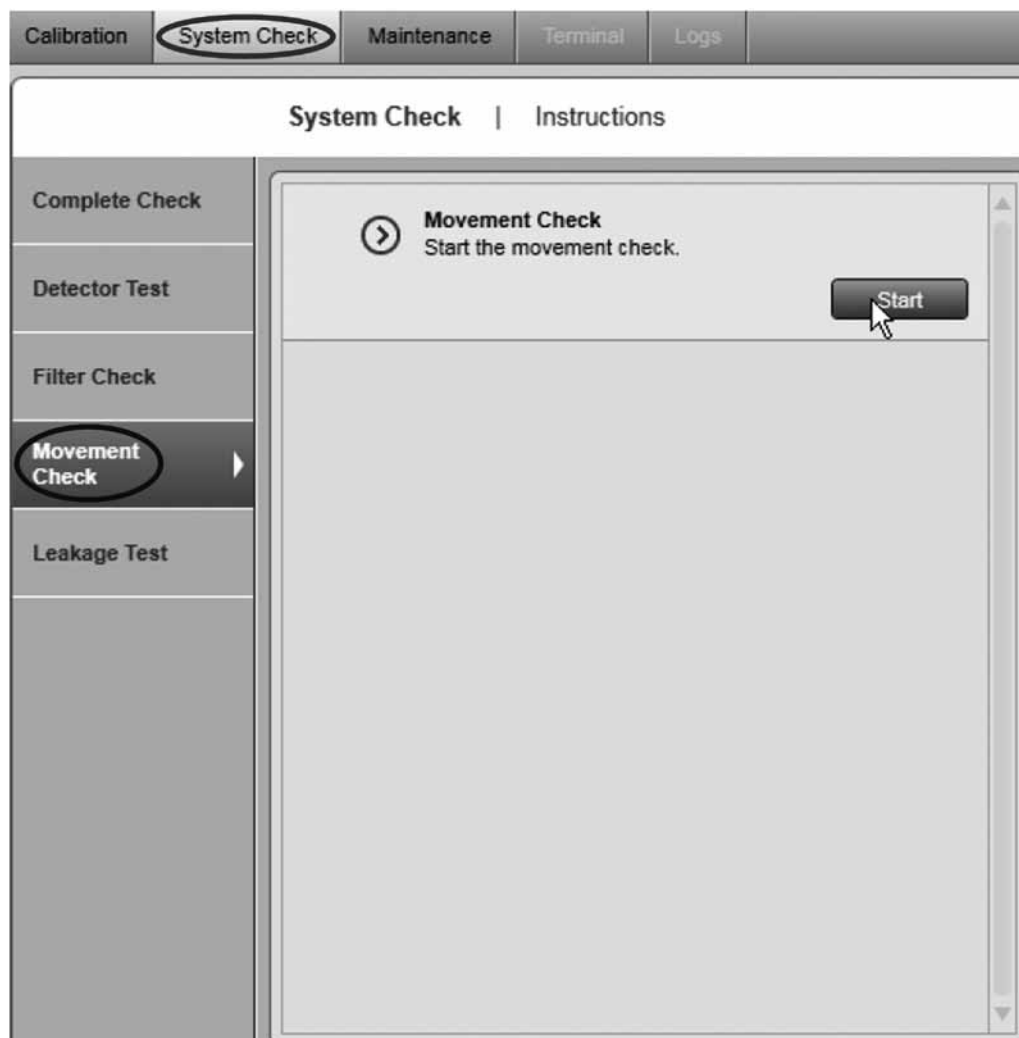 Calibration System Check Maintenance Terminal Logs
System Check | Instructions
Complete Check
Detector Test
Filter Check
Movement
Check
Leakage Test
Movement Check
Start the movement check.
Start